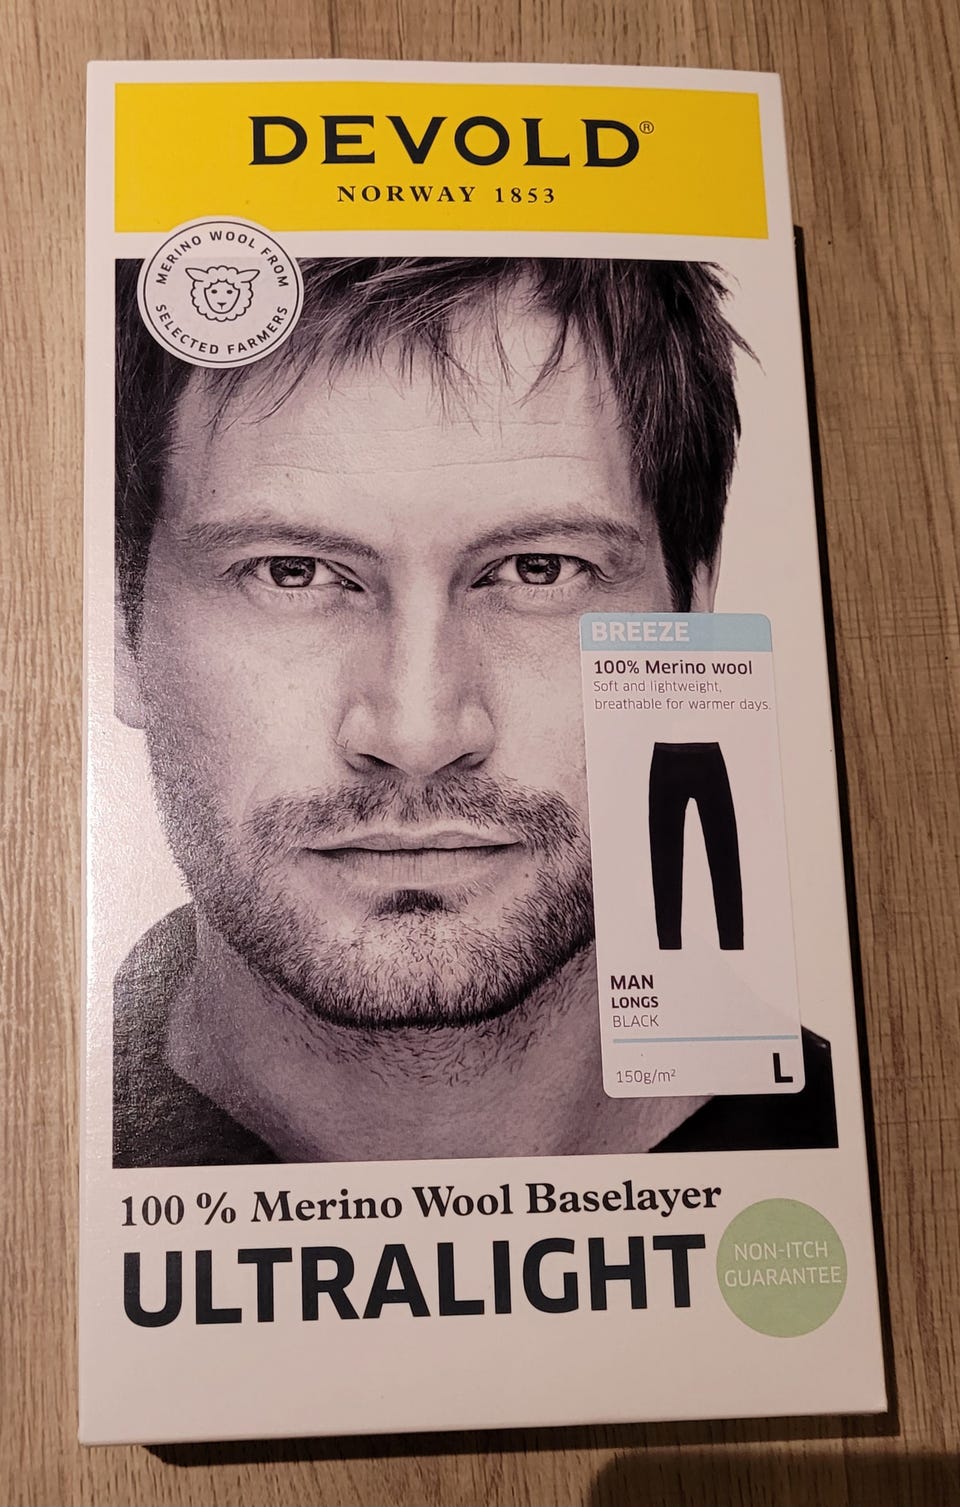 DEVOLD®
NORWAY 1853
MERINO WOOL FROM
SELECTED FARMERS
BREEZE
100% Merino wool
Soft and lightweight,
breathable for warmer days.
MAN
LONGS
BLACK
150g/m²
L
100 % Merino Wool Baselayer
ULTRALIGHT
NON-ITCH
GUARANTEE